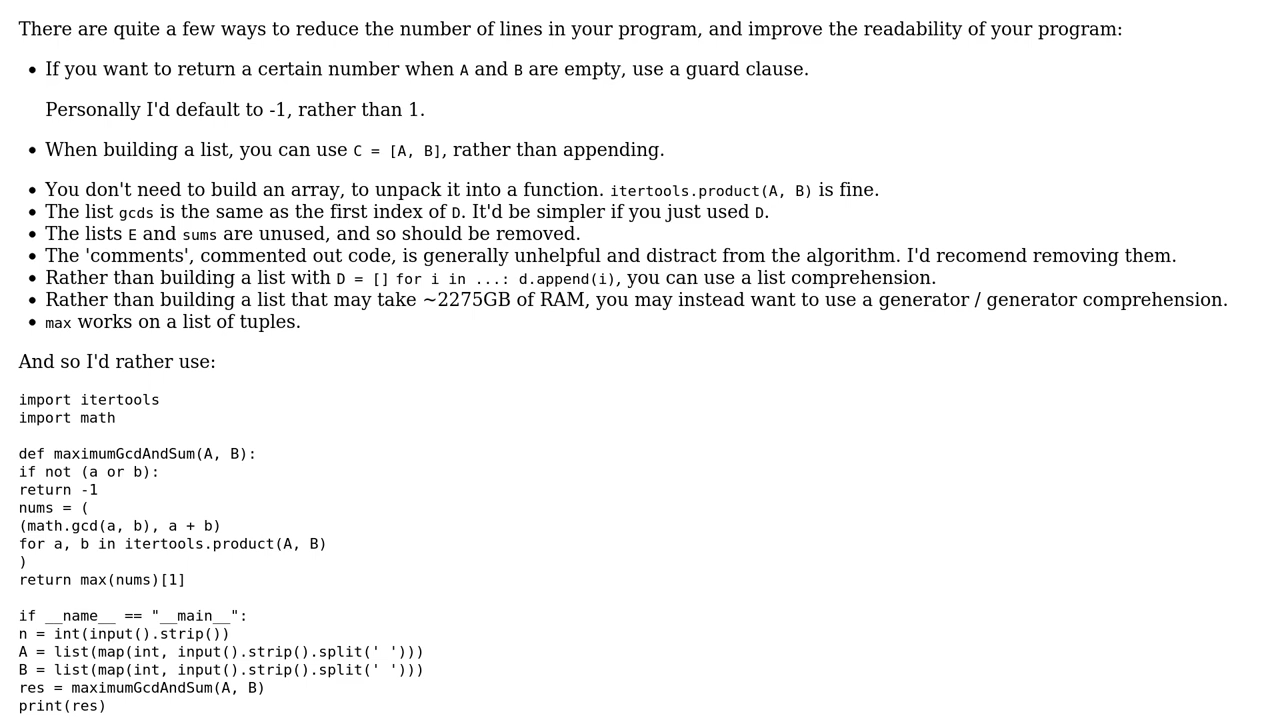 There are quite a few ways to reduce the number of lines in your program, and improve the readability of your program:
• If you want to return a certain number when A and B are empty, use a guard clause.
Personally I'd default to -1, rather than 1.
• When building a list, you can use C = [A, B], rather than appending.
• You don't need to build an array, to unpack it into a function. itertools.product(A, B) is fine.
• The list gcds is the same as the first index of D. It'd be simpler if you just used D.
• The lists E and sums are unused, and so should be removed.
• The 'comments', commented out code, is generally unhelpful and distract from the algorithm. I'd recomend removing them.
• Rather than building a list with D = [] for i in ...: d.append(i), you can use a list comprehension.
• Rather than building a list that may take ~2275GB of RAM, you may instead want to use a generator / generator comprehension.
• max works on a list of tuples.
And so I'd rather use:
import itertools
import math
def maximumGcdAndSum(A, B):
if not (a or b):
return -1
nums = (
(math.gcd(a, b), a + b)
for a, b in itertools.product(A, B)
)
return max(nums)[1]
if __name__ == "__main__":
n = int(input().strip())
A = list(map(int, input().strip().split(' ')))
B = list(map(int, input().strip().split(' ')))
res = maximumGcdAndSum(A, B)
print(res)